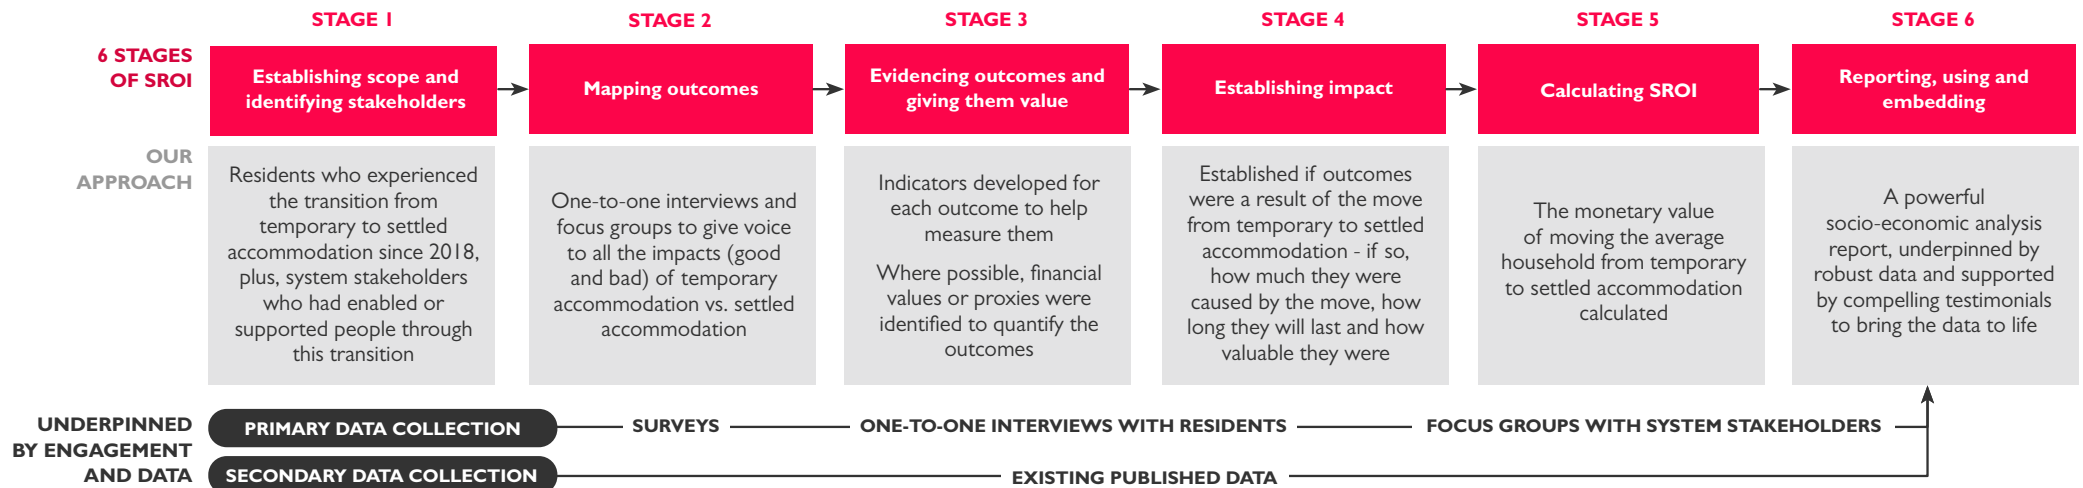 STAGE 1
STAGE 2
STAGE 3
STAGE 4
STAGE 5
STAGE 6
6 STAGES
OF SROI
Establishing scope and
identifying stakeholders
Mapping outcomes
Evidencing outcomes and
giving them value
Establishing impact
Calculating SROI
Reporting, using and
embedding
OUR
APPROACH
Residents who experienced
the transition from
temporary to settled
accommodation since 2018,
plus, system stakeholders
who had enabled or
supported people through
this transition
One-to-one interviews and
focus groups to give voice
to all the impacts (good
and bad) of temporary
accommodation vs. settled
accommodation
Indicators developed for
each outcome to help
measure them
Where possible, financial
values or proxies were
identified to quantify the
outcomes
Established if outcomes
were a result of the move
from temporary to settled
accommodation - if so,
how much they were
caused by the move, how
long they will last and how
valuable they were
The monetary value
of moving the average
household from temporary
to settled accommodation
calculated
A powerful
socio-economic analysis
report, underpinned by
robust data and supported
by compelling testimonials
to bring the data to life
UNDERPINNED
BY ENGAGEMENT
AND DATA
PRIMARY DATA COLLECTION
SURVEYS
ONE-TO-ONE INTERVIEWS WITH RESIDENTS
FOCUS GROUPS WITH SYSTEM STAKEHOLDERS
SECONDARY DATA COLLECTION
EXISTING PUBLISHED DATA